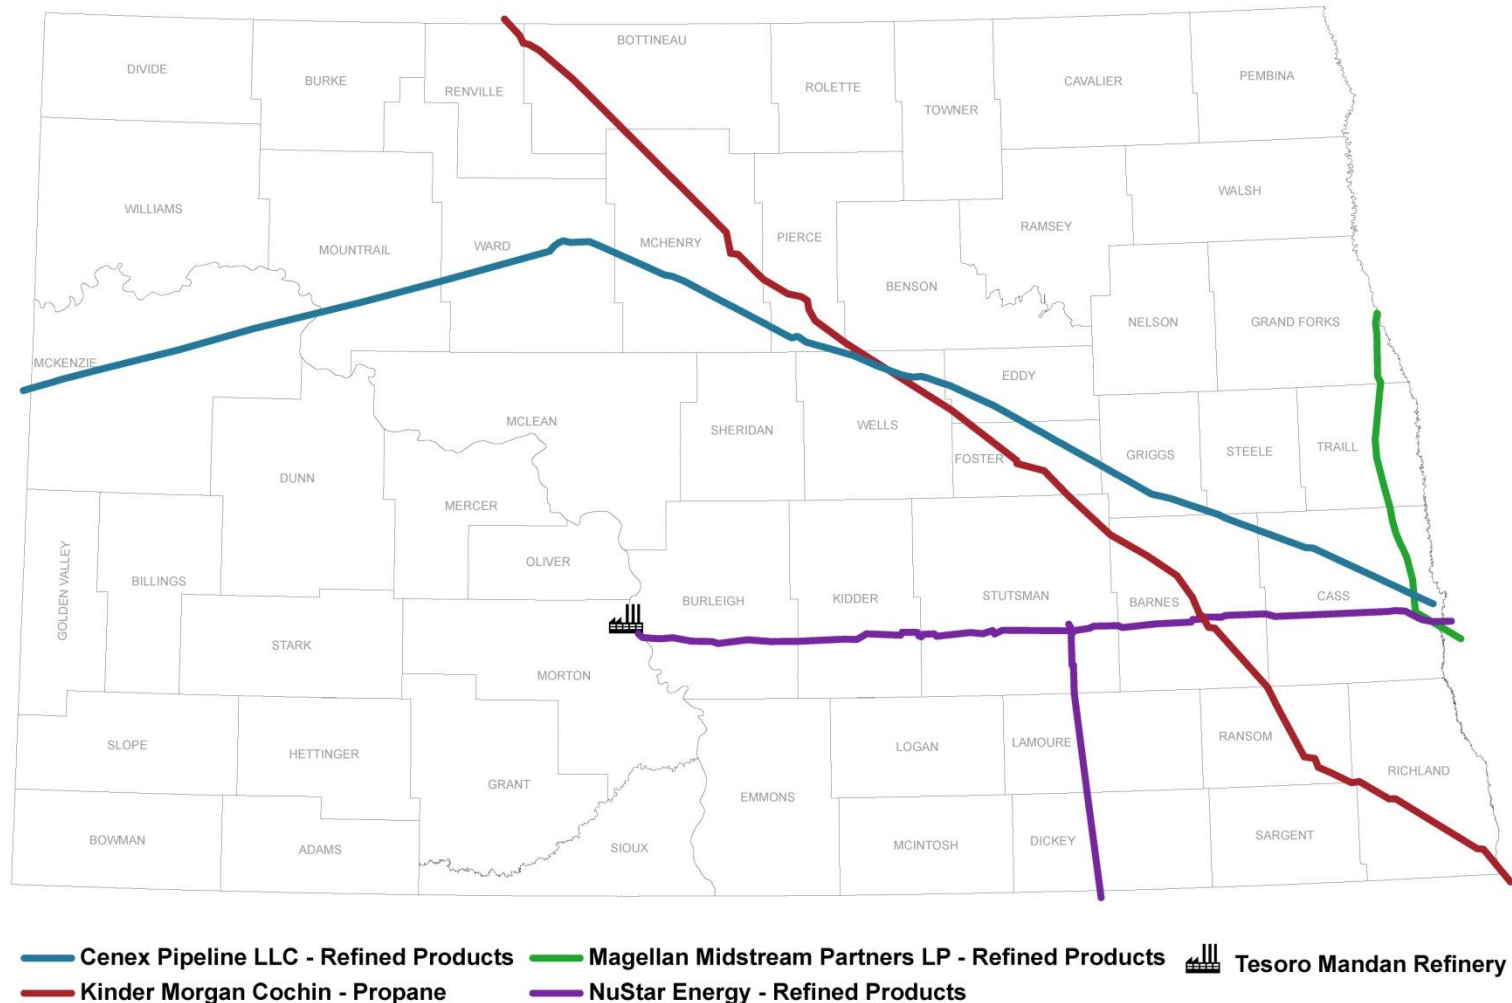 BOTTINEAU
DIVIDE
BURKE
RENVILLE
ROLETTE
TOWNER
CAVALIER
PEMBINA
WILLIAMS
MOUNTRAIL
WARD
MCHENRY
PIERCE
BENSON
RAMSEY
WALSH
NELSON
GRAND FORKS
MCKENZIE
MCLEAN
SHERIDAN
WELLS
EDDY
FOSTER
GRIGGS
STEELE
TRAILL
DUNN
MERCER
OLIVER
GOLDEN VALLEY
BILLINGS
STARK
MORTON
BURLEIGH
KIDDER
STUTSMAN
BARNES
CASS
SLOPE
HETTINGER
GRANT
EMMONS
LOGAN
LAMOURE
RANSOM
RICHLAND
BOWMAN
ADAMS
SIOUX
MCINTOSH
DICKEY
SARGENT
Cenex Pipeline LLC - Refined Products
Magellan Midstream Partners LP - Refined Products
Tesoro Mandan Refinery
Kinder Morgan Cochin - Propane
NuStar Energy - Refined Products